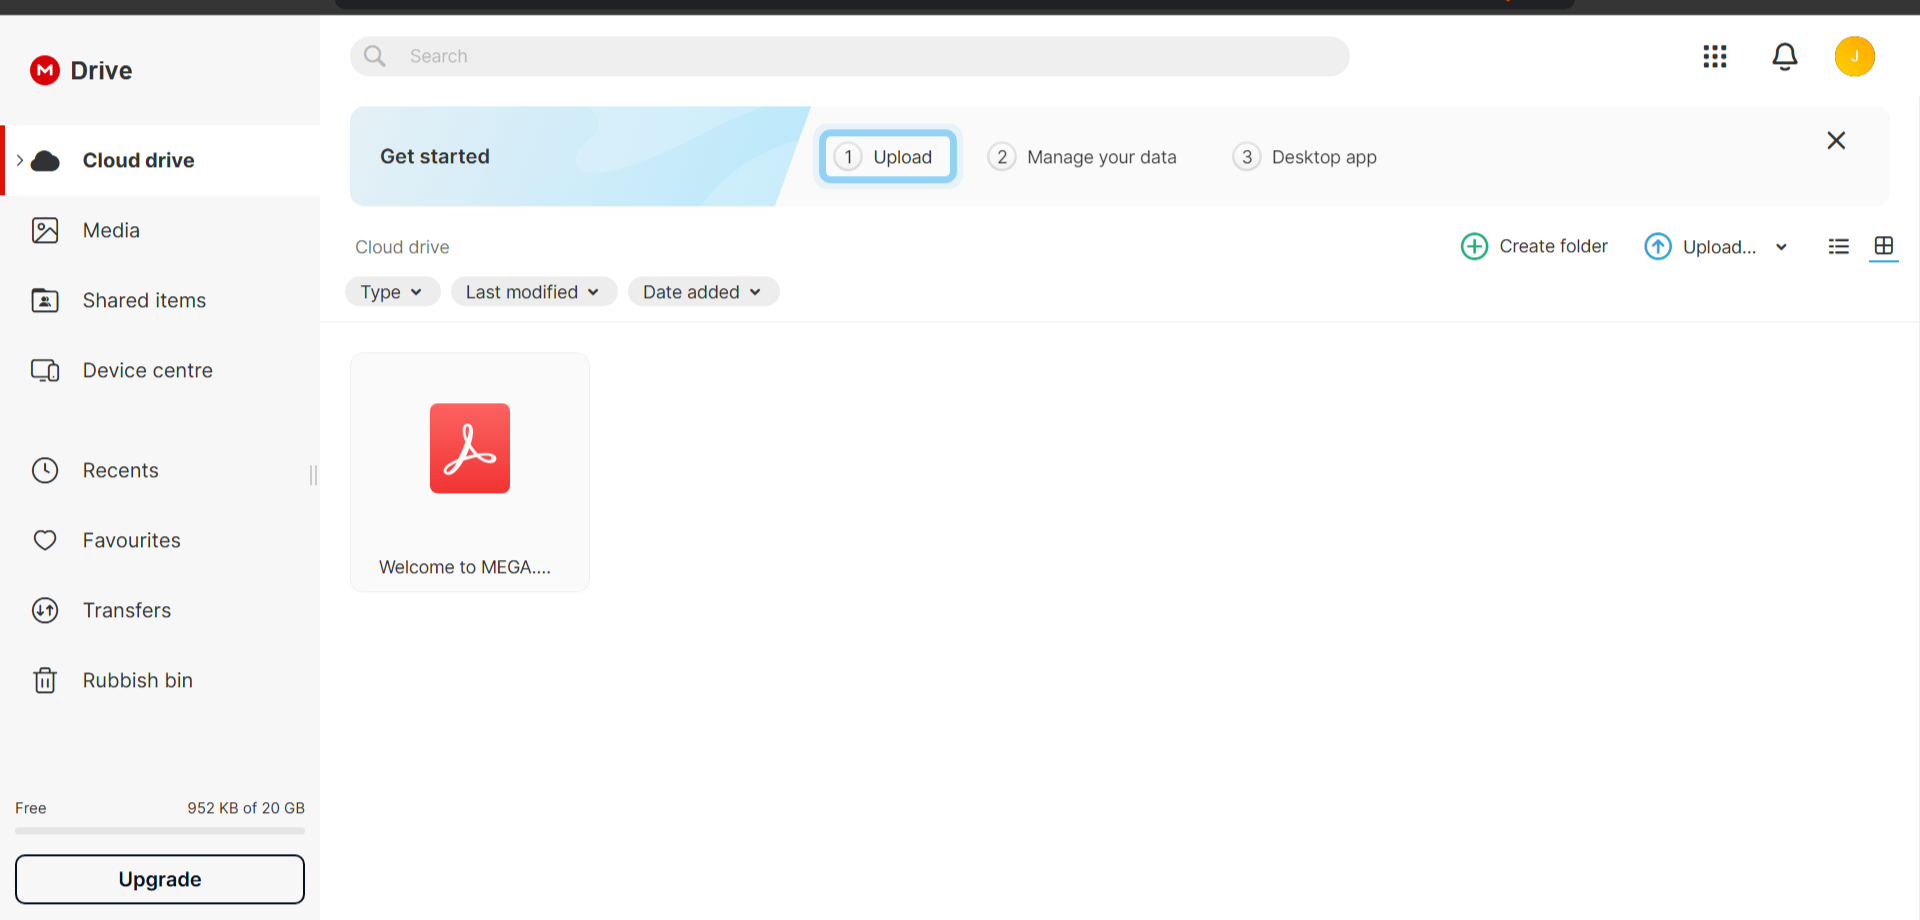 M Drive
Cloud drive
Media
Shared items
Device centre
Recents
Favourites
Transfers
Rubbish bin
Free 952 KB of 20 GB
Upgrade
Search
J
Get started
1 Upload
2 Manage your data
3 Desktop app
Cloud drive
Create folder
Upload...
Type
Last modified
Date added
Welcome to MEGA....